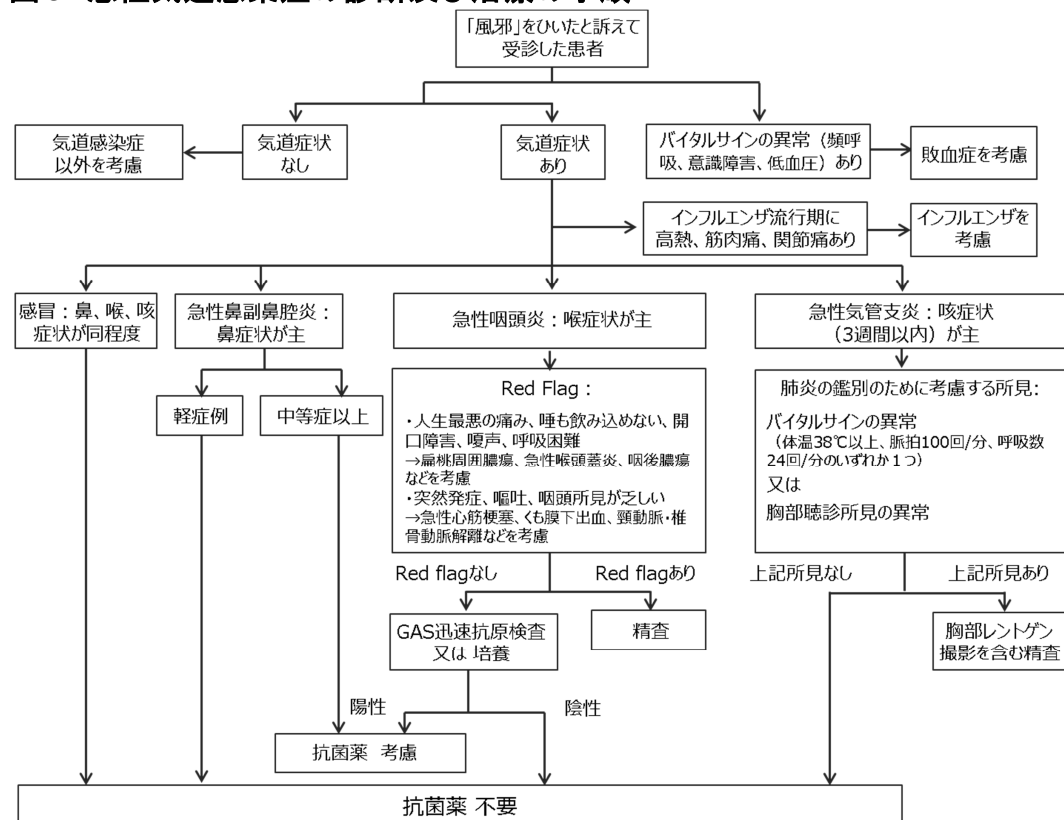 「風邪」をひいたと訴えて
受診した患者
気道感染症
以外を考慮
気道症状
なし
気道症状
あり
バイタルサインの異常（頻呼
吸、意識障害、低血圧）あり
敗血症を考慮
インフルエンザ流行期に
高熱、筋肉痛、関節痛あり
インフルエンザを
考慮
感冒：鼻、喉、咳
症状が同程度
急性鼻副鼻腔炎：
鼻症状が主
急性咽頭炎：喉症状が主
急性気管支炎：咳症状
（3週間以内）が主
軽症例
中等症以上
Red Flag：
・人生最悪の痛み、唾も飲み込めない、開
口障害、嗄声、呼吸困難
→扁桃周囲膿瘍、急性喉頭蓋炎、咽後膿瘍
などを考慮
・突然発症、嘔吐、咽頭所見が乏しい
→急性心筋梗塞、くも膜下出血、頸動脈・椎
骨動脈解離などを考慮
肺炎の鑑別のために考慮する所見:
バイタルサインの異常
（体温38℃以上、脈拍100回/分、呼吸数
24回/分のいずれか１つ）
又は
胸部聴診所見の異常
Red flagなし
Red flagあり
上記所見なし
上記所見あり
GAS迅速抗原検査
又は 培養
精査
胸部レントゲン
撮影を含む精査
陽性
陰性
抗菌薬 考慮
抗菌薬 不要